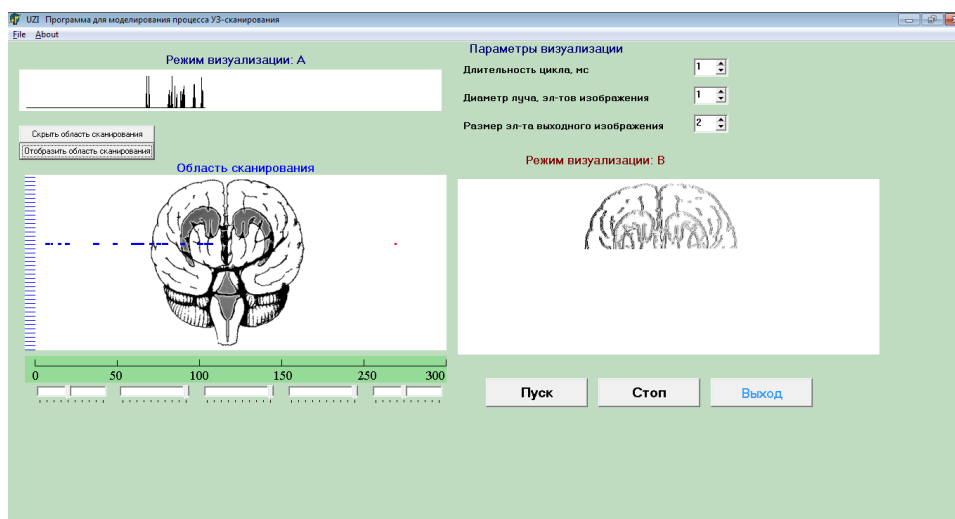 UZI Программа для моделирования процесса УЗ-сканирования
File About
Режим визуализации: А
Параметры визуализации
Длительность цикла, мс
1
Диаметр луча, эл-тов изображения
1
Размер эл-та выходного изображения
2
Скрыть область сканирования
Отобразить область сканирования
Область сканирования
Режим визуализации: В
0 50 100 150 200 250 300
Пуск
Стоп
Выход